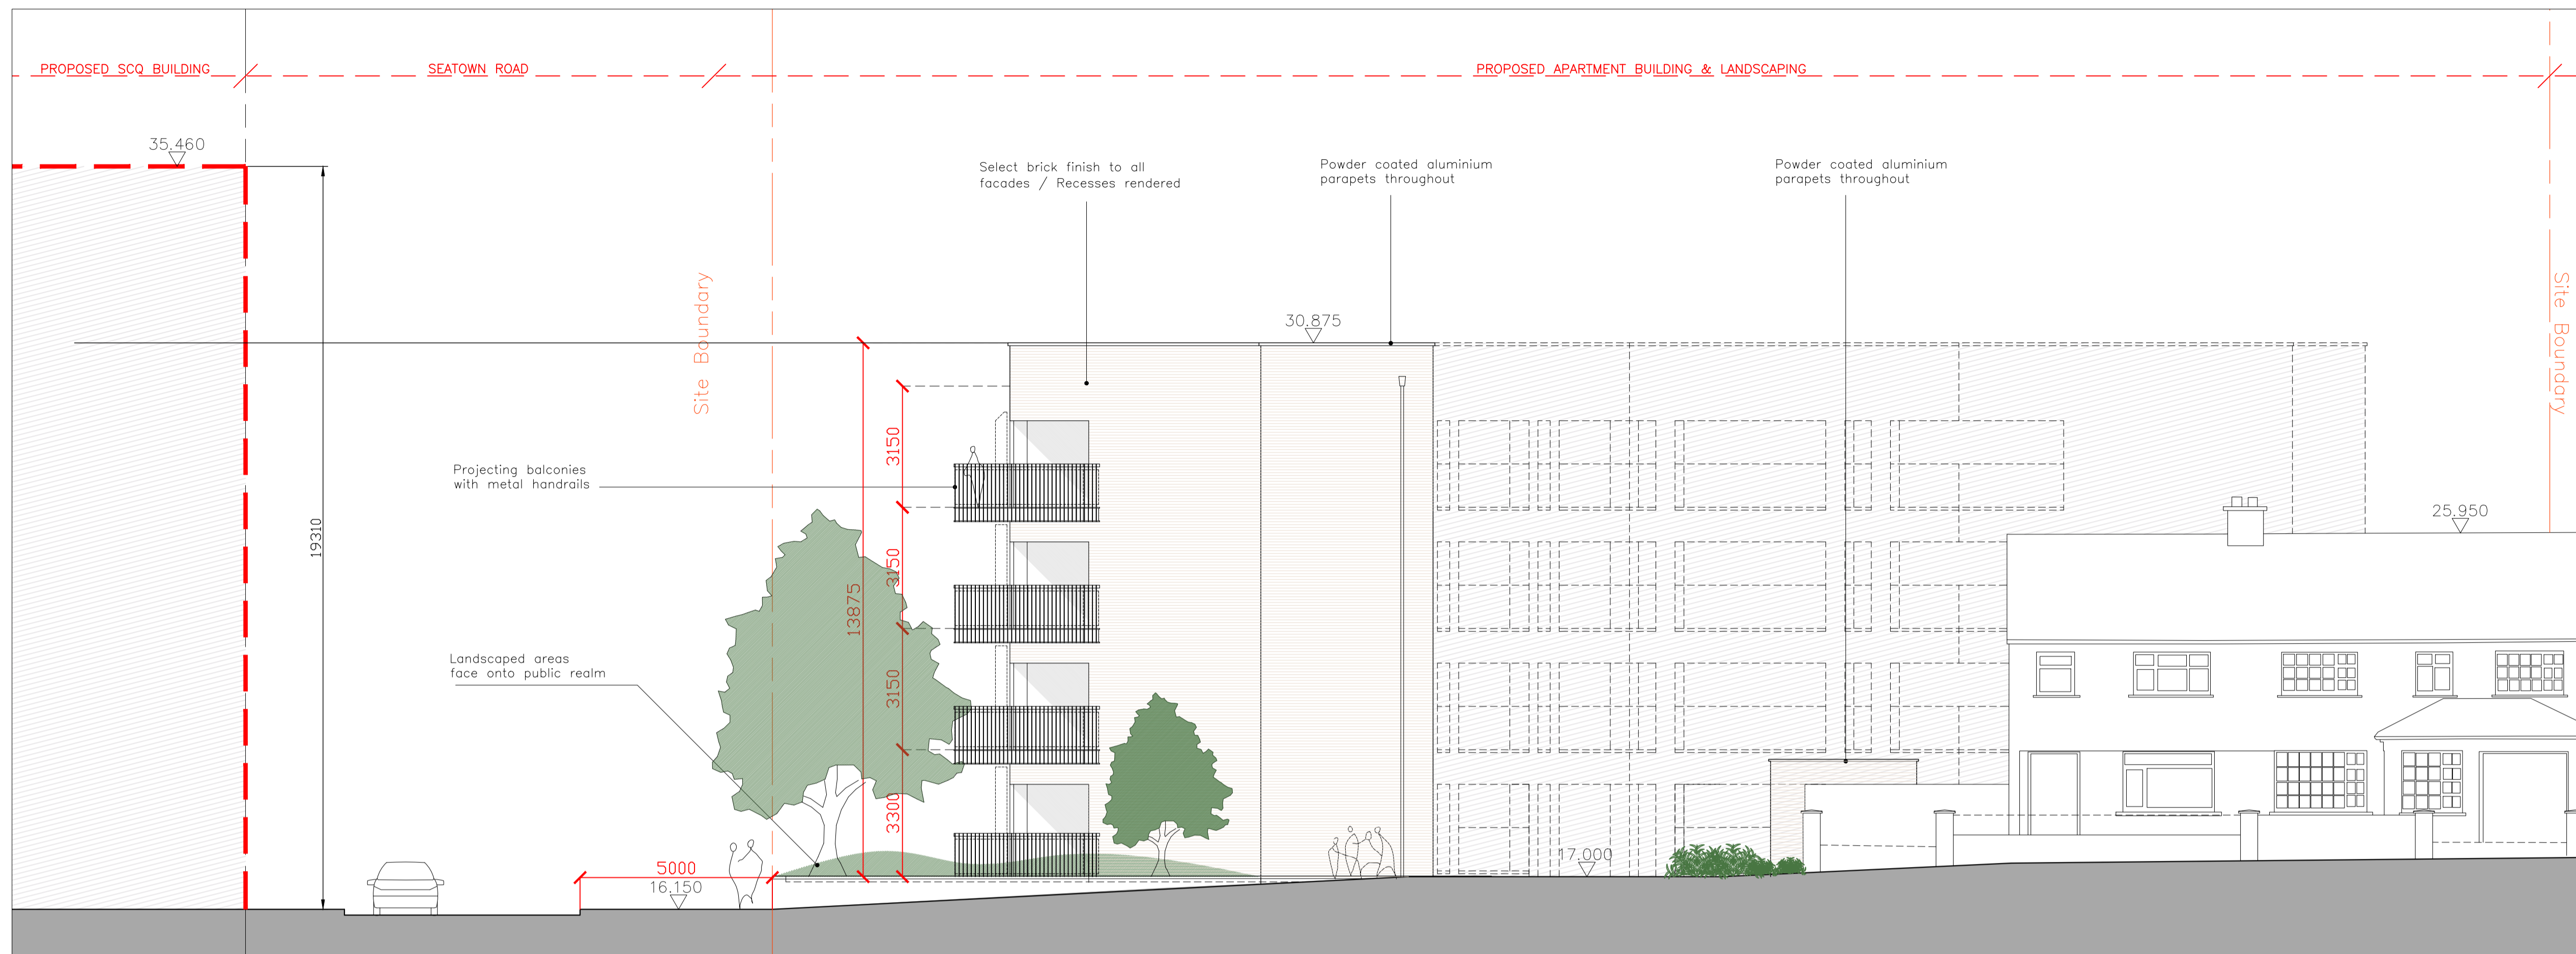 PROPOSED SCQ BUILDING
SEATOWN ROAD
PROPOSED APARTMENT BUILDING & LANDSCAPING
35.460
Select brick finish to all
facades / Recesses rendered
Powder coated aluminium
parapets throughout
Powder coated aluminium
parapets throughout
Site Boundary
Site Boundary
30.875
3150
Projecting balconies
with metal handrails
25.950
19310
3150
13875
Landscaped areas
face onto public realm
3150
3300
5000
16.150
17.000